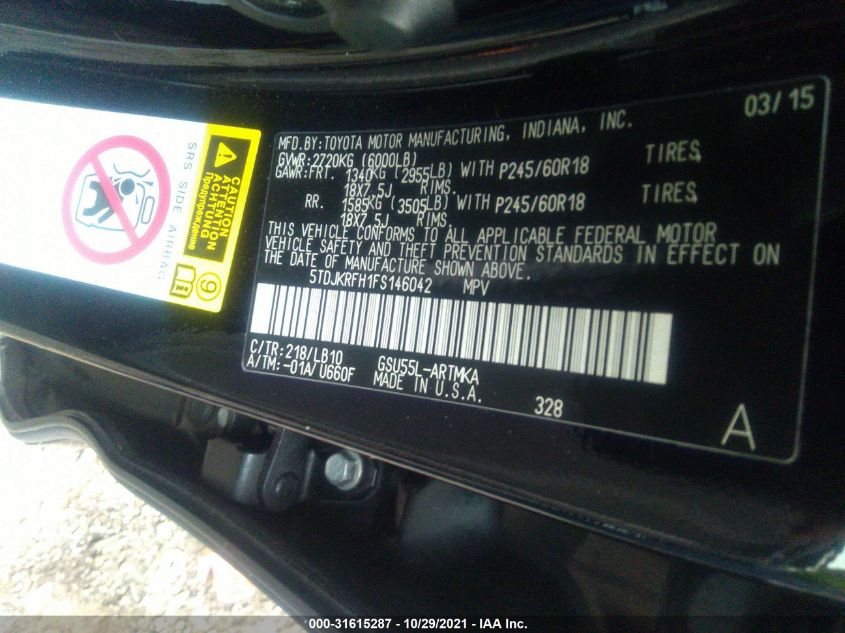 03/15
MFD. BY: TOYOTA MOTOR MANUFACTURING, INDIANA, INC.
GVWR: 2720KG (6000LB)
GAWR: FRT. 1340KG (2955LB) WITH P245/60R18 TIRES
18X7.5J RIMS.
RR. 1585KG (3505LB) WITH P245/60R18 TIRES
18X7.5J RIMS.
THIS VEHICLE CONFORMS TO ALL APPLICABLE FEDERAL MOTOR
VEHICLE SAFETY AND THEFT PREVENTION STANDARDS IN EFFECT ON
THE DATE OF MANUFACTURE SHOWN ABOVE.
5TDJKRFH1FS146042 MPV
C/TR: 218/LB10 GSU55L-ARTMKA
A/TM: -01A/U660F MADE IN U.S.A.
328
A
SRS SIDE AIRBAG
CAUTION
ATTENTION
ACHTUNG
Предупреждение
9
000-31615287 - 10/29/2021 - IAA Inc.